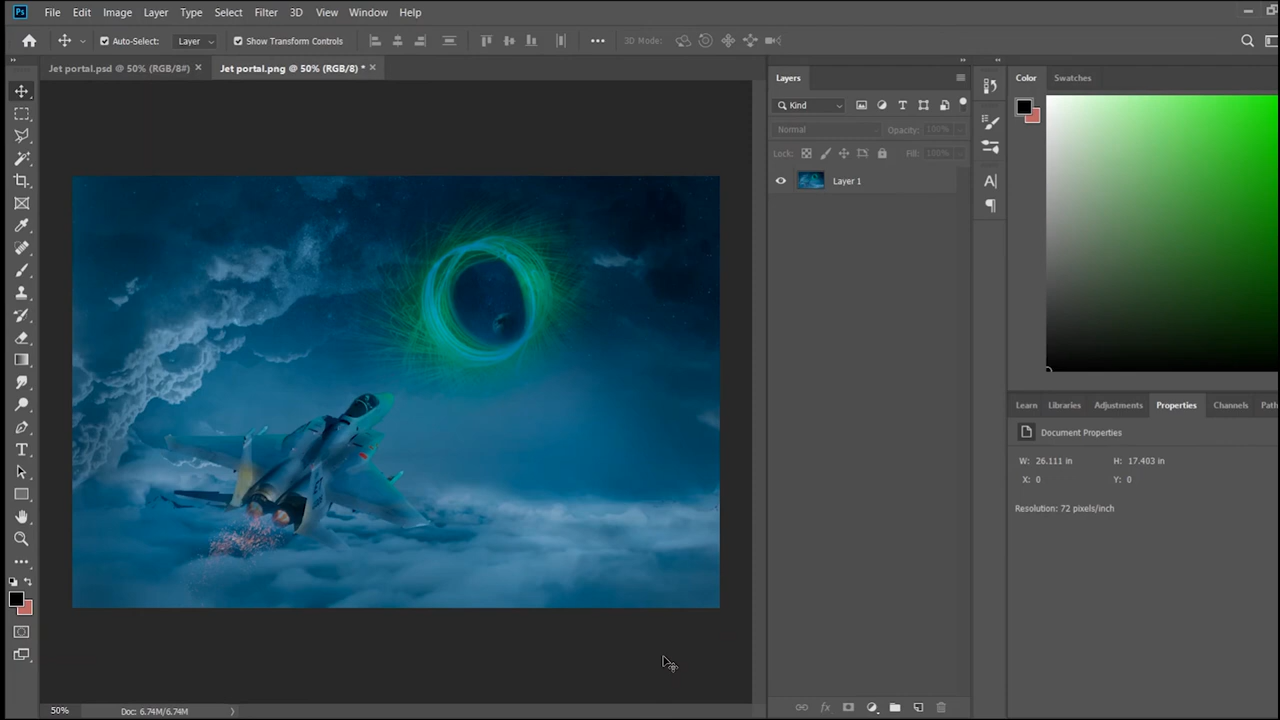 Ps File Edit Image Layer Type Select Filter 3D View Window Help
Auto-Select: Layer Show Transform Controls 3D Mode:
Jet portal.psd @ 50% (RGB/8#) × Jet portal.png @ 50% (RGB/8) * ×
Layers
Color Swatches
Kind
Normal Opacity: 100%
Lock: Fill: 100%
Layer 1
Learn Libraries Adjustments Properties Channels Path
Document Properties
W: 26.111 in H: 17.403 in
X: 0 Y: 0
Resolution: 72 pixels/inch
50% Doc: 6.74M/6.74M